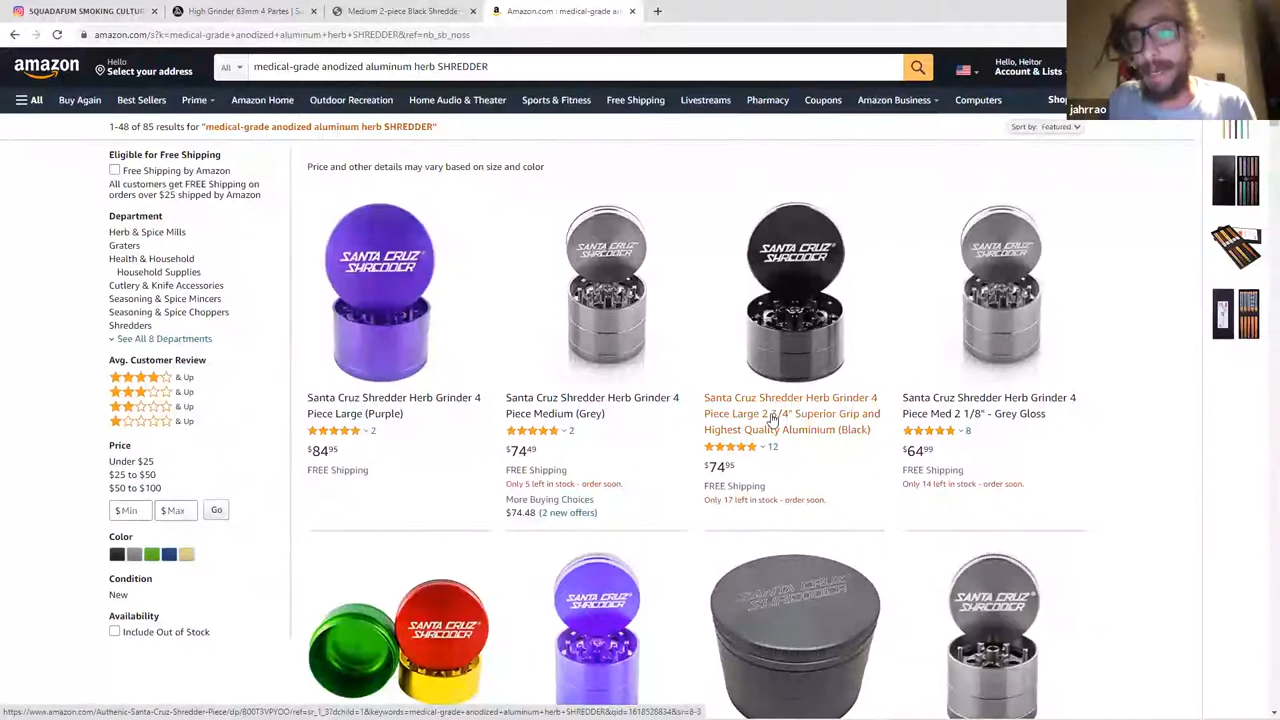 SQUADAFUM SMOKING CULTUR
High Grinder 63mm 4 Partes | S
Medium 2-piece Black Shredde
Amazon.com : medical-grade a
amazon.com/s?k=medical-grade+anodized+aluminum+herb+SHREDDER&ref=nb_sb_noss
amazon
Hello
Select your address
All
medical-grade anodized aluminum herb SHREDDER
Hello, Heitor
Account & Lists
jahrrao
All
Buy Again
Best Sellers
Prime
Amazon Home
Outdoor Recreation
Home Audio & Theater
Sports & Fitness
Free Shipping
Livestreams
Pharmacy
Coupons
Amazon Business
Computers
Sho
1-48 of 85 results for "medical-grade anodized aluminum herb SHREDDER"
Sort by: Featured
Eligible for Free Shipping
Free Shipping by Amazon
All customers get FREE Shipping on
orders over $25 shipped by Amazon
Department
Herb & Spice Mills
Graters
Health & Household
Household Supplies
Cutlery & Knife Accessories
Seasoning & Spice Mincers
Seasoning & Spice Choppers
Shredders
See All 8 Departments
Avg. Customer Review
& Up
& Up
& Up
& Up
Price
Under $25
$25 to $50
$50 to $100
$ Min
$ Max
Go
Color
Condition
New
Availability
Include Out of Stock
Price and other details may vary based on size and color
SANTA CRUZ
SHREDDER
SANTA CRUZ
SHREDDER
SANTA CRUZ
SHREDDER
SANTA CRUZ
SHREDDER
Santa Cruz Shredder Herb Grinder 4
Piece Large (Purple)
2
$8495
FREE Shipping
Santa Cruz Shredder Herb Grinder 4
Piece Medium (Grey)
2
$7449
FREE Shipping
Only 5 left in stock - order soon.
More Buying Choices
$74.48 (2 new offers)
Santa Cruz Shredder Herb Grinder 4
Piece Large 2 3/4" Superior Grip and
Highest Quality Aluminium (Black)
12
$7495
FREE Shipping
Only 17 left in stock - order soon.
Santa Cruz Shredder Herb Grinder 4
Piece Med 2 1/8" - Grey Gloss
8
$6499
FREE Shipping
Only 14 left in stock - order soon.
SANTA CRUZ
SHREDDER
SANTA CRUZ
SHREDDER
SANTA CRUZ
SHREDDER
SANTA CRUZ
SHREDDER